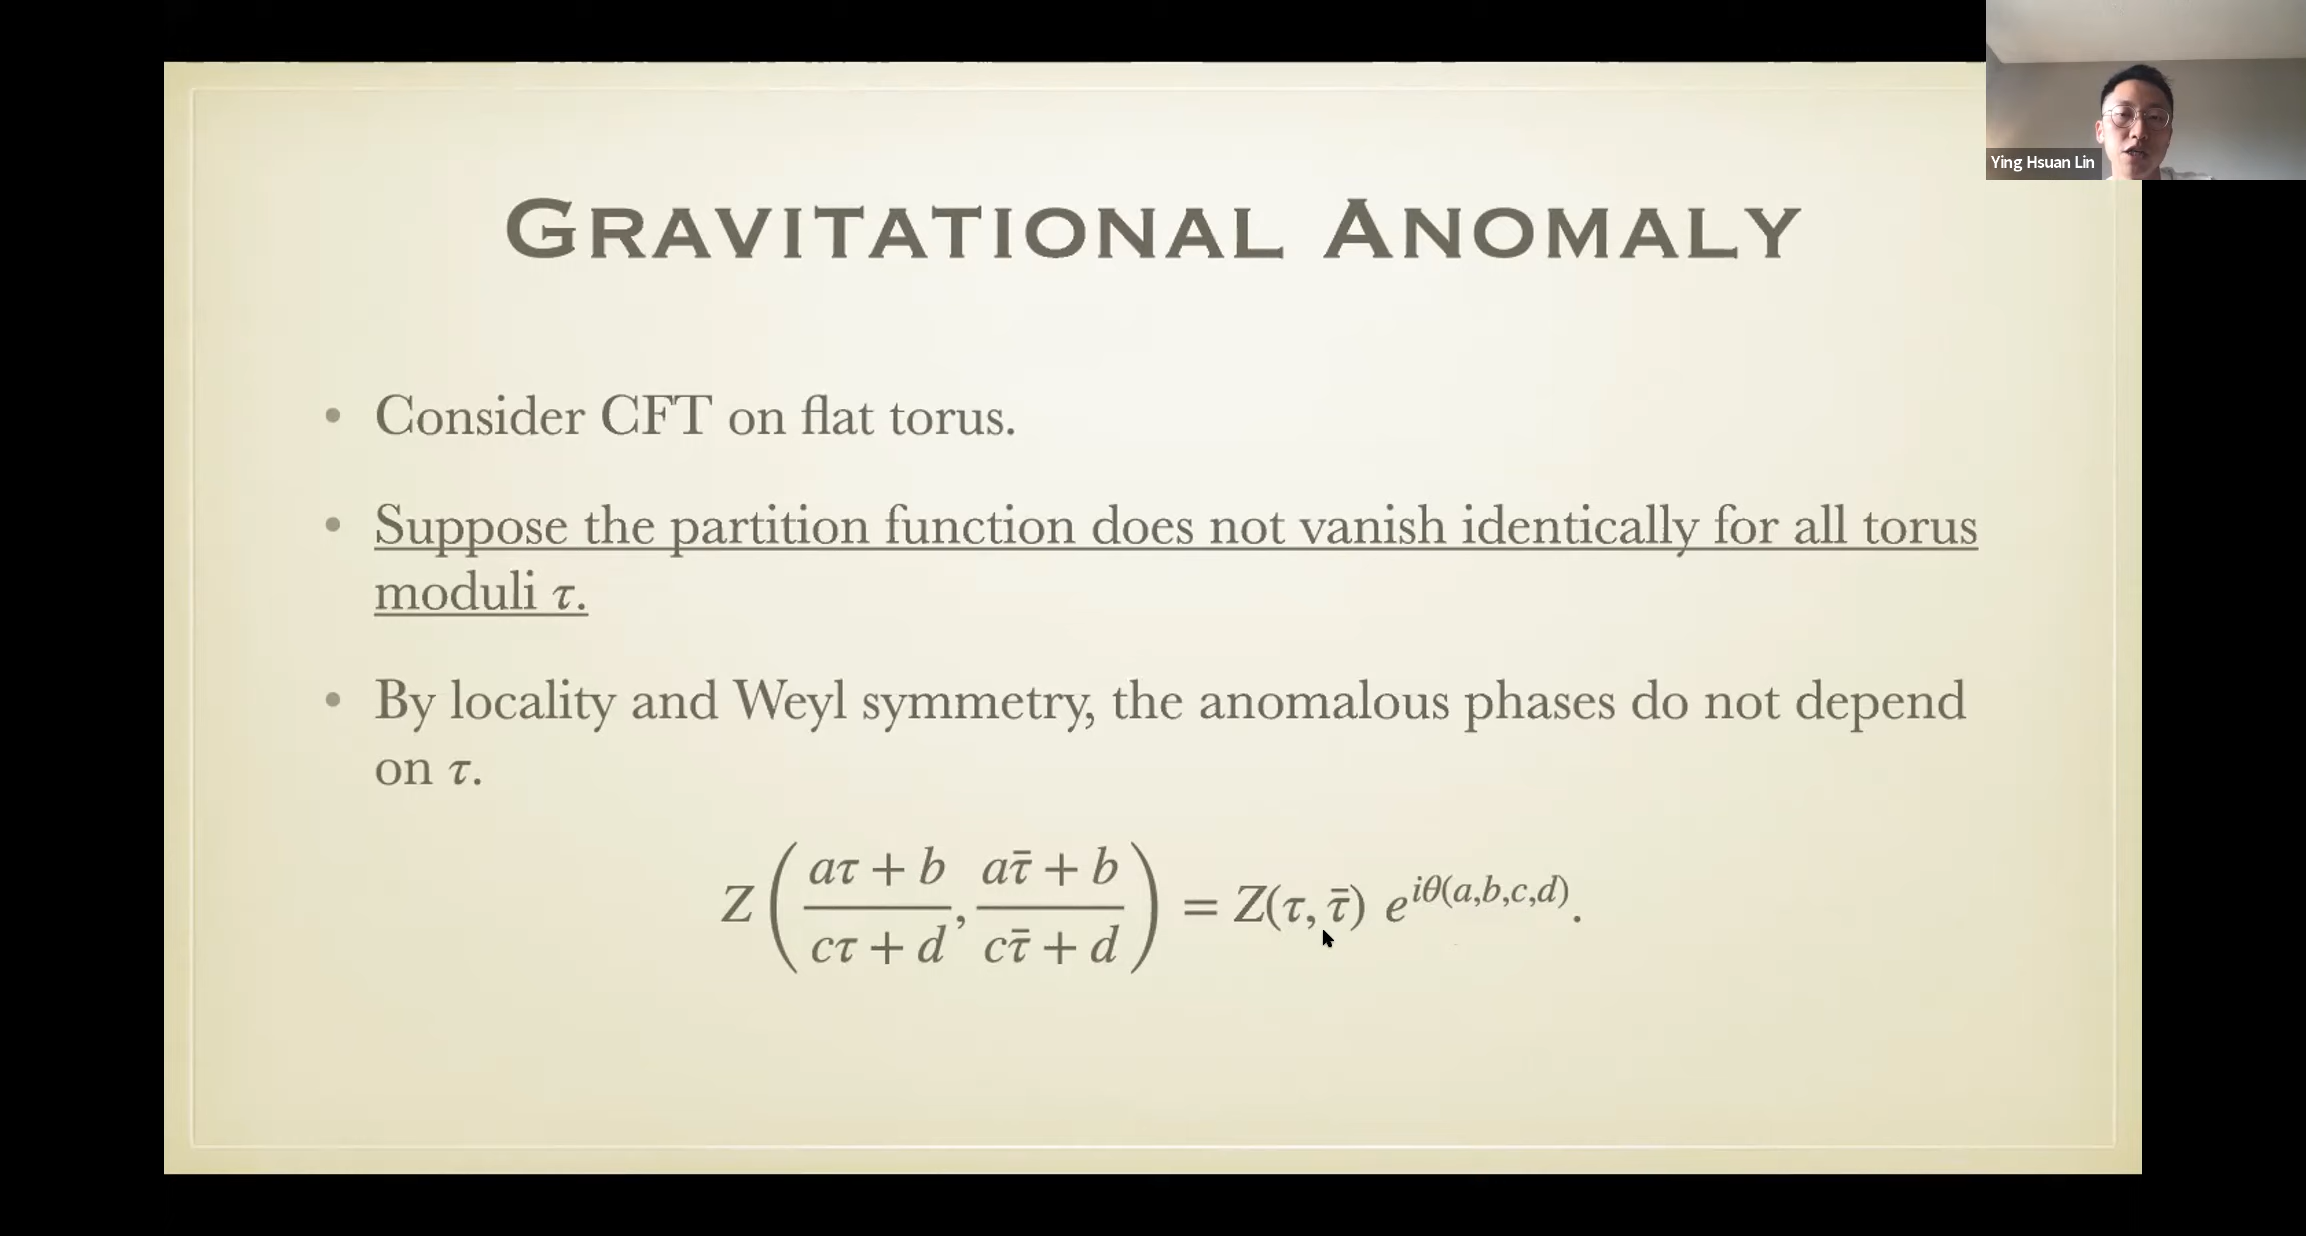 Ying Hsuan Lin
GRAVITATIONAL ANOMALY
• Consider CFT on flat torus.
• Suppose the partition function does not vanish identically for all torus
moduli τ.
• By locality and Weyl symmetry, the anomalous phases do not depend
on τ.
Z( (aτ + b)/(cτ + d), (aτ̄ + b)/(cτ̄ + d) ) = Z(τ, τ̄) e^{iθ(a,b,c,d)}.